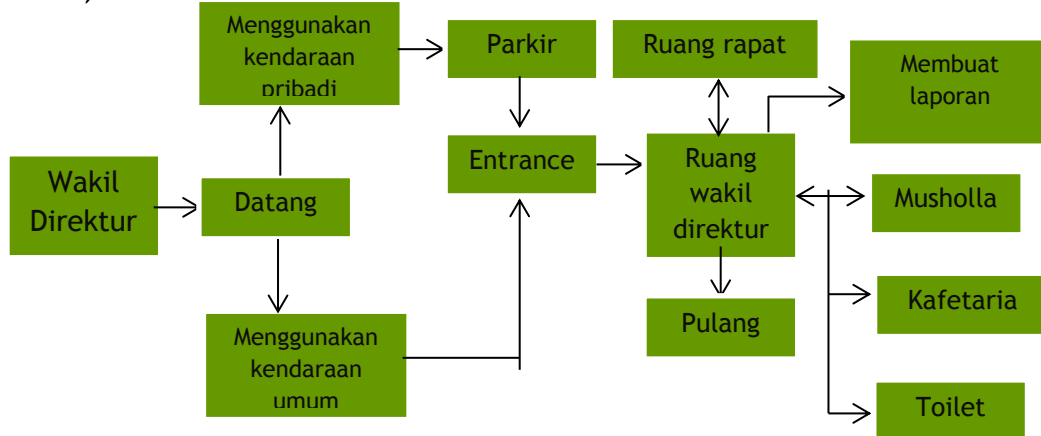 Menggunakan
kendaraan
pribadi
Parkir
Ruang rapat
Membuat
laporan
Wakil
Direktur
Datang
Entrance
Ruang
wakil
direktur
Musholla
Menggunakan
kendaraan
umum
Pulang
Kafetaria
Toilet